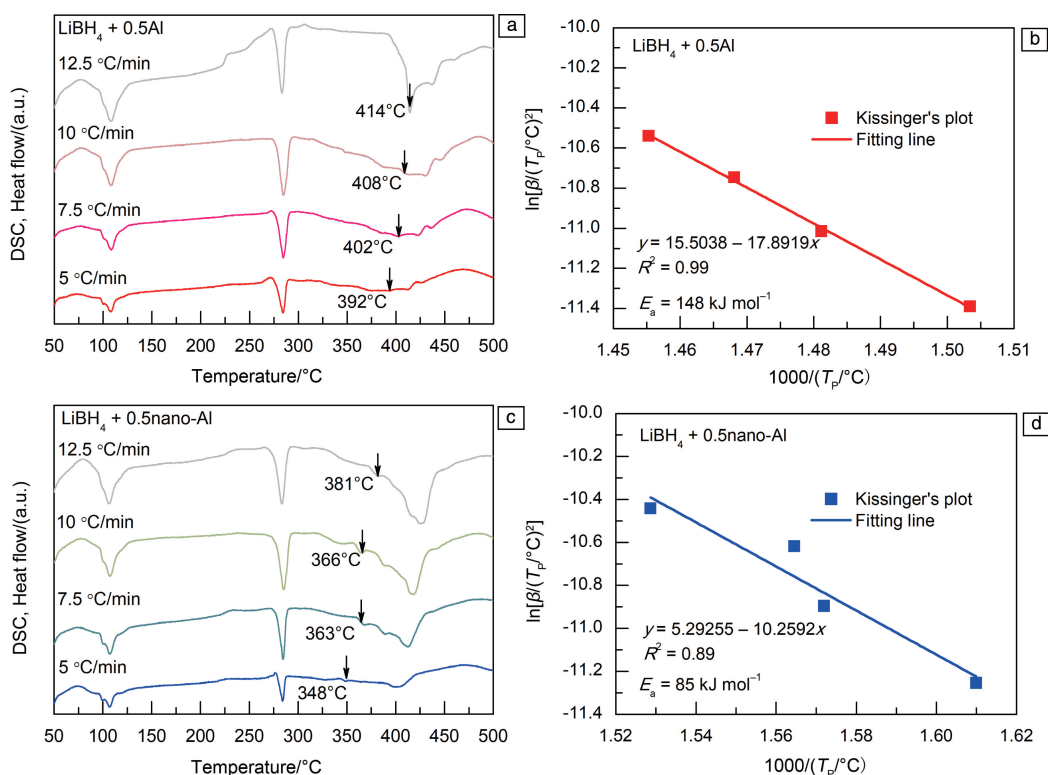 LiBH₄ + 0.5Al
a
12.5 °C/min
414°C
10 °C/min
408°C
7.5 °C/min
402°C
5 °C/min
392°C
DSC, Heat flow/(a.u.)
50 100 150 200 250 300 350 400 450 500
Temperature/°C
LiBH₄ + 0.5Al
b
-10.0
-10.2
-10.4
-10.6
-10.8
-11.0
-11.2
-11.4
ln[β/(Tₚ/°C)²]
Kissinger's plot
Fitting line
y = 15.5038 – 17.8919x
R² = 0.99
Eₐ = 148 kJ mol⁻¹
1.45 1.46 1.47 1.48 1.49 1.50 1.51
1000/(Tₚ/°C)
LiBH₄ + 0.5nano-Al
c
12.5 °C/min
381°C
10 °C/min
366°C
7.5 °C/min
363°C
5 °C/min
348°C
DSC, Heat flow/(a.u.)
50 100 150 200 250 300 350 400 450 500
Temperature/°C
LiBH₄ + 0.5nano-Al
d
-10.0
-10.2
-10.4
-10.6
-10.8
-11.0
-11.2
-11.4
ln[β/(Tₚ/°C)²]
Kissinger's plot
Fitting line
y = 5.29255 – 10.2592x
R² = 0.89
Eₐ = 85 kJ mol⁻¹
1.52 1.54 1.56 1.58 1.60 1.62
1000/(Tₚ/°C)